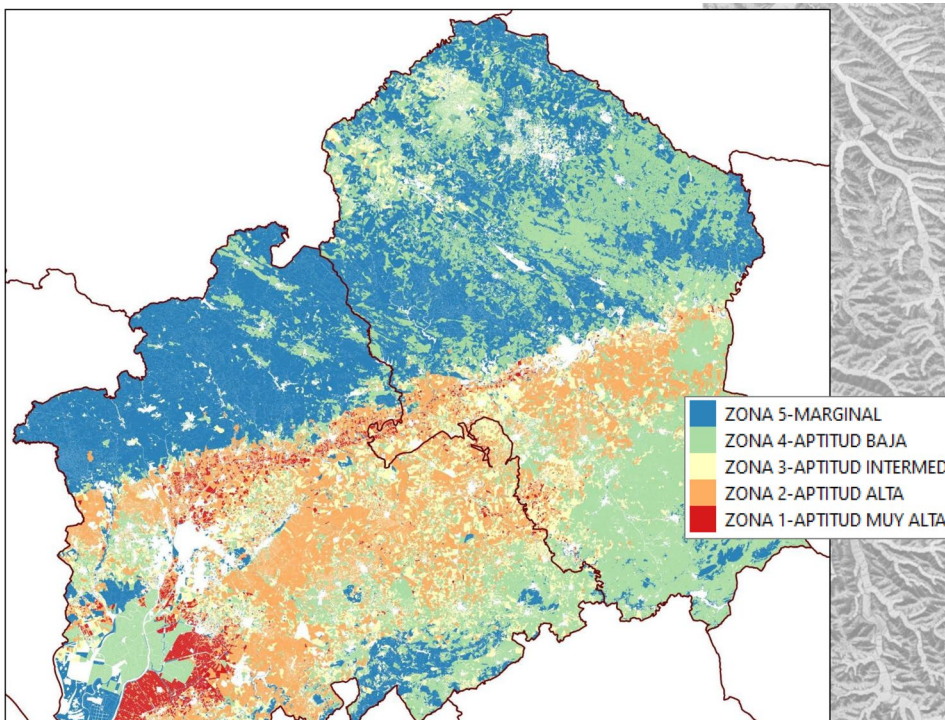 ZONA 5-MARGINAL
ZONA 4-APTITUD BAJA
ZONA 3-APTITUD INTERMED
ZONA 2-APTITUD ALTA
ZONA 1-APTITUD MUY ALTA